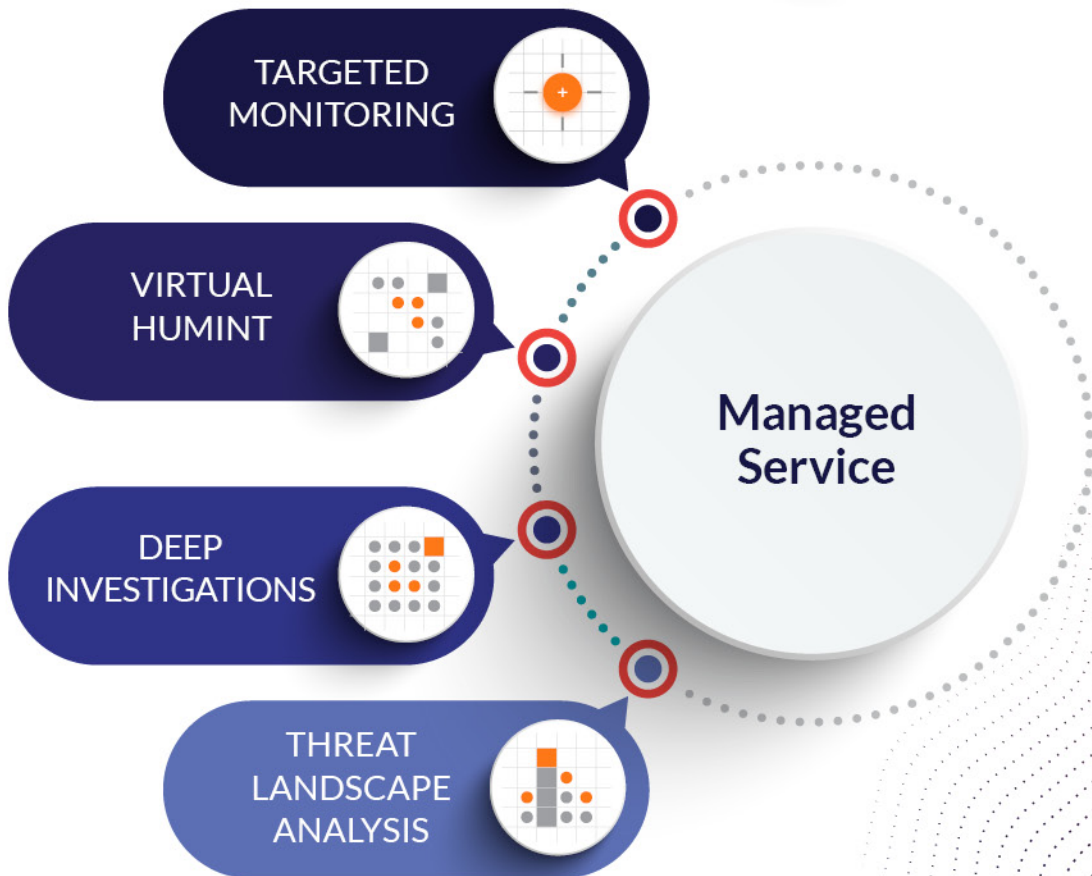 TARGETED
MONITORING
VIRTUAL
HUMINT
Managed
Service
DEEP
INVESTIGATIONS
THREAT
LANDSCAPE
ANALYSIS